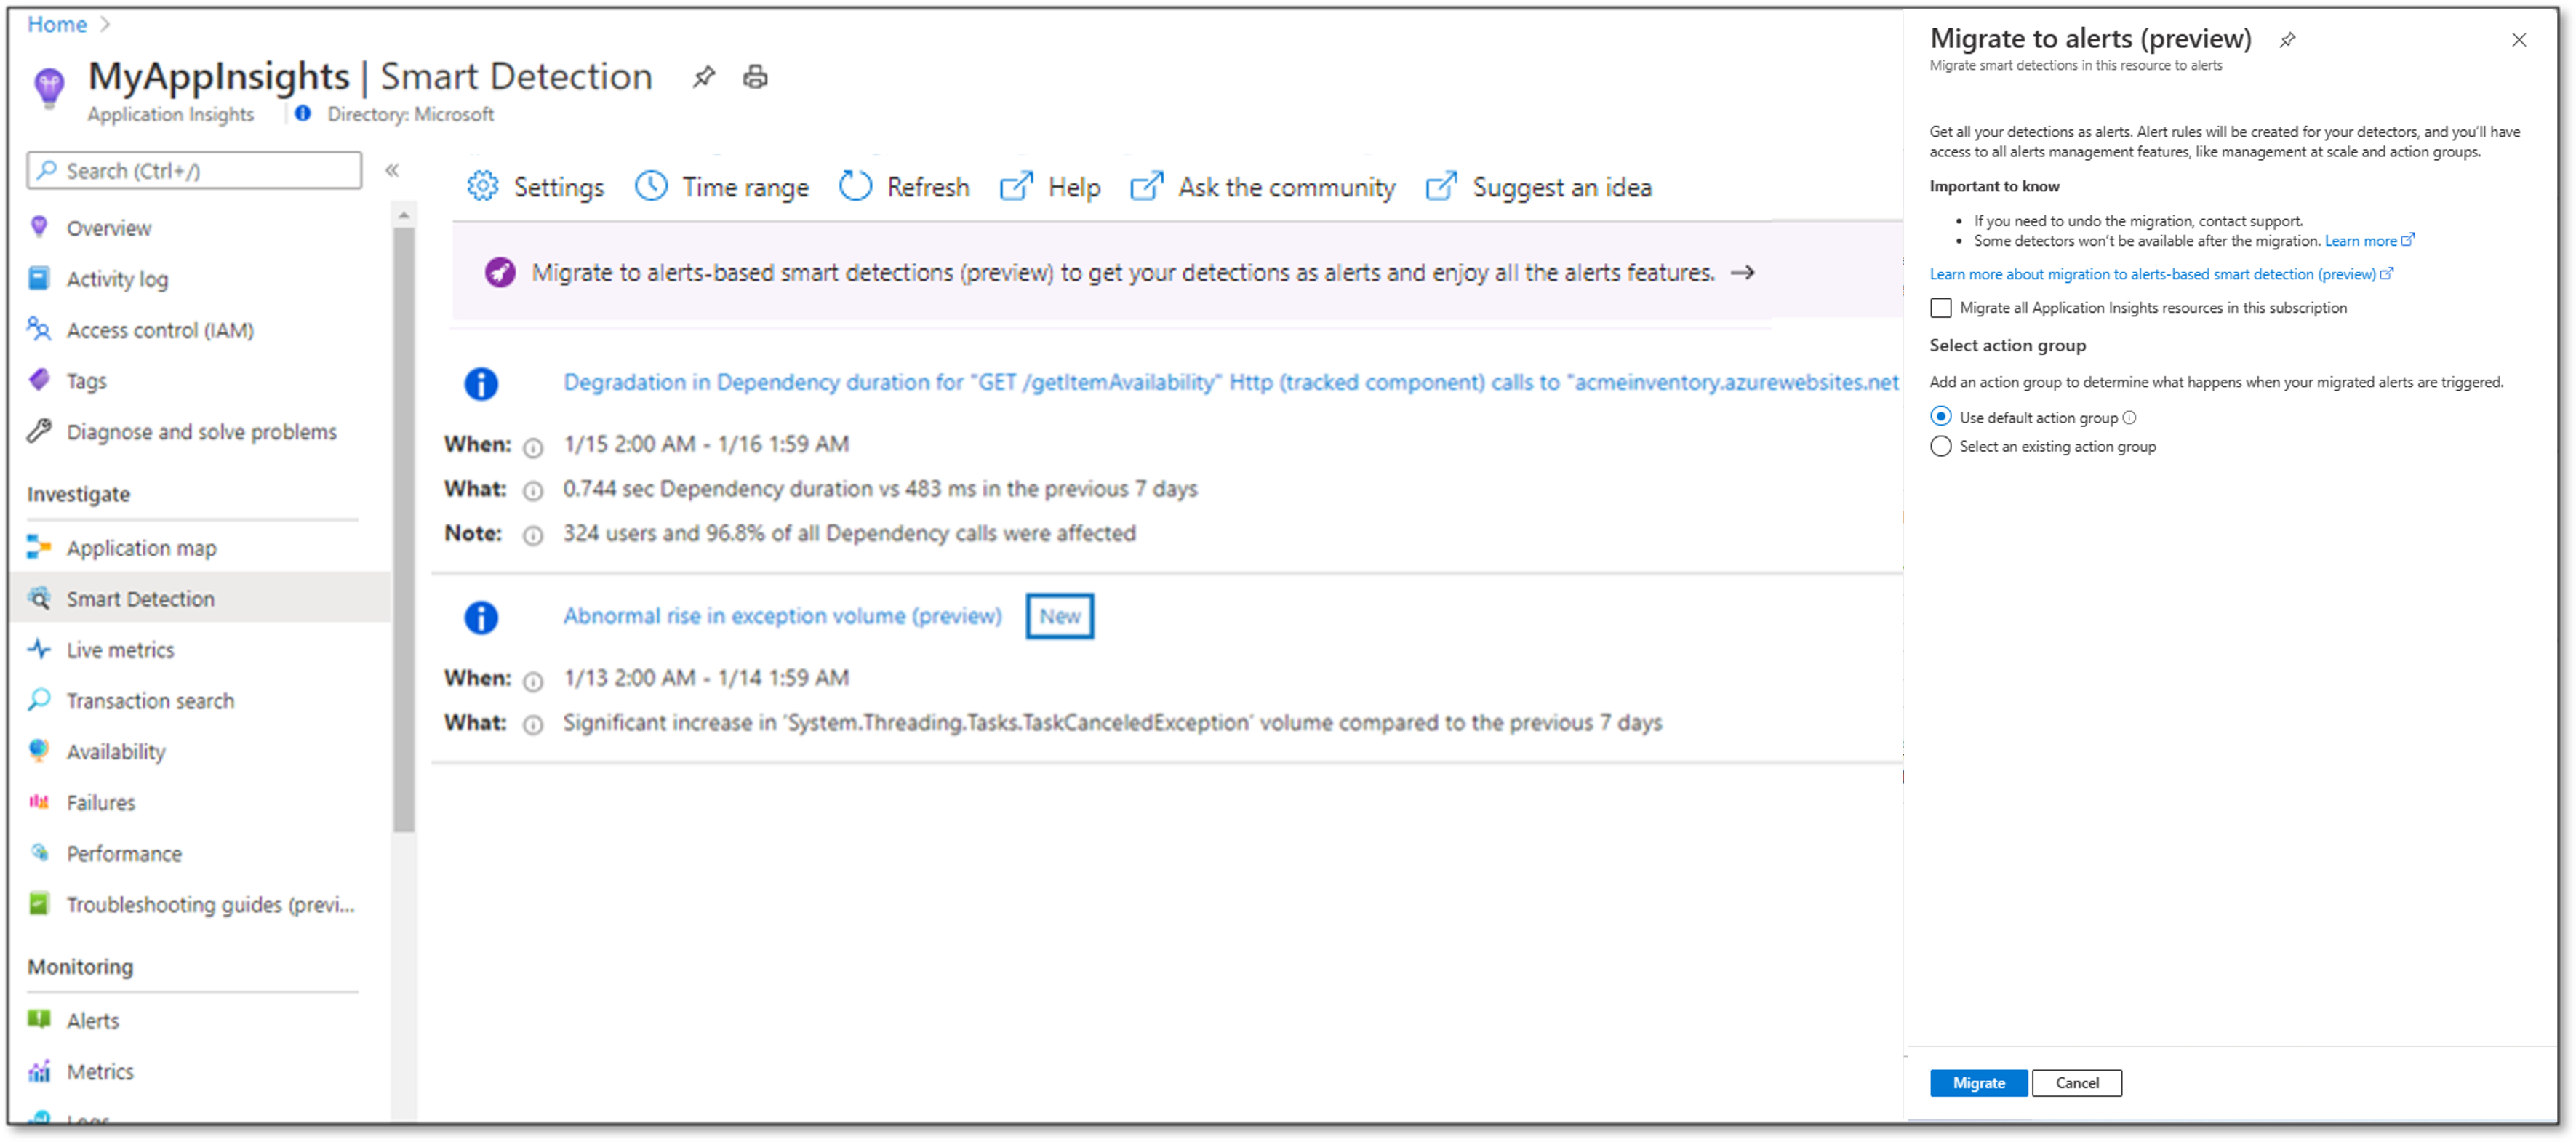 Home
MyAppInsights | Smart Detection
Application Insights
Directory: Microsoft
Search (Ctrl+/)
Overview
Activity log
Access control (IAM)
Tags
Diagnose and solve problems
Investigate
Application map
Smart Detection
Live metrics
Transaction search
Availability
Failures
Performance
Troubleshooting guides (previ...
Monitoring
Alerts
Metrics
Logs
Settings
Time range
Refresh
Help
Ask the community
Suggest an idea
Migrate to alerts-based smart detections (preview) to get your detections as alerts and enjoy all the alerts features. →
Degradation in Dependency duration for "GET /getItemAvailability" Http (tracked component) calls to "acmeinventory.azurewebsites.net
When: 1/15 2:00 AM - 1/16 1:59 AM
What: 0.744 sec Dependency duration vs 483 ms in the previous 7 days
Note: 324 users and 96.8% of all Dependency calls were affected
Abnormal rise in exception volume (preview) New
When: 1/13 2:00 AM - 1/14 1:59 AM
What: Significant increase in 'System.Threading.Tasks.TaskCanceledException' volume compared to the previous 7 days
Migrate to alerts (preview)
Migrate smart detections in this resource to alerts
Get all your detections as alerts. Alert rules will be created for your detectors, and you'll have
access to all alerts management features, like management at scale and action groups.
Important to know
• If you need to undo the migration, contact support.
• Some detectors won't be available after the migration. Learn more
Learn more about migration to alerts-based smart detection (preview)
Migrate all Application Insights resources in this subscription
Select action group
Add an action group to determine what happens when your migrated alerts are triggered.
Use default action group
Select an existing action group
Migrate
Cancel